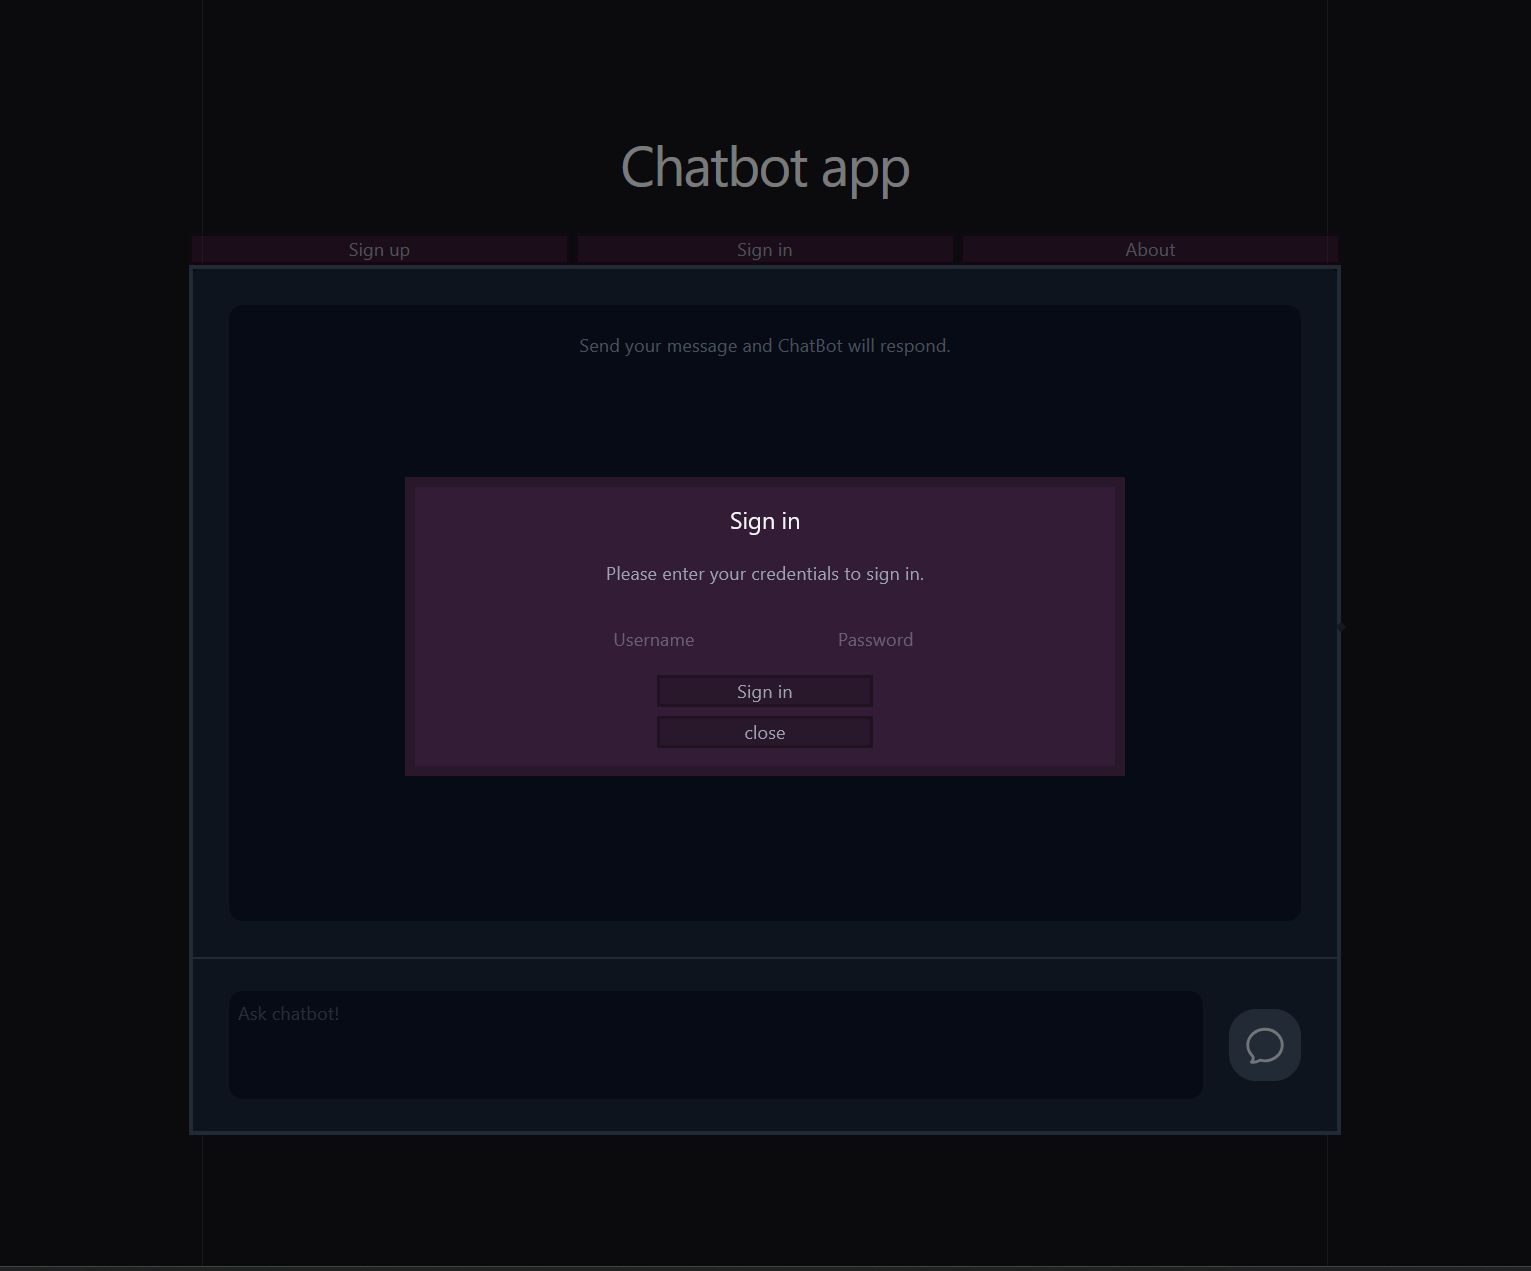 Chatbot app
Sign up Sign in About
Send your message and ChatBot will respond.
Sign in
Please enter your credentials to sign in.
Username Password
Sign in
close
Ask chatbot!